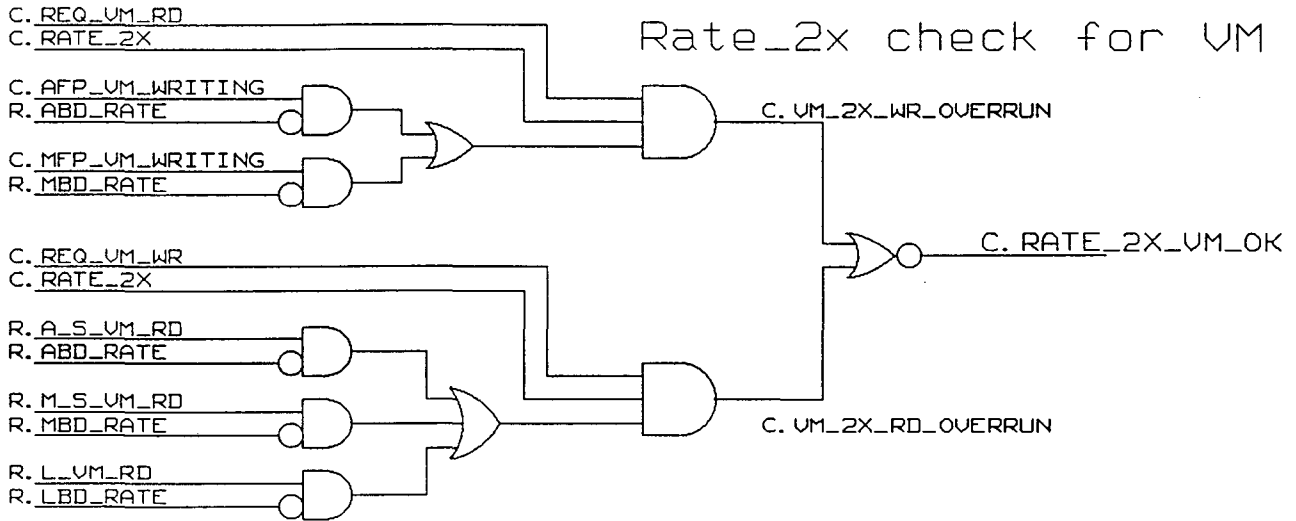 C. REQ_VM_RD
C. RATE_2X
Rate_2x check for VM
C. AFP_VM_WRITING
R. ABD_RATE
C. VM_2X_WR_OVERRUN
C. MFP_VM_WRITING
R. MBD_RATE
C. RATE_2X_VM_OK
C. REQ_VM_WR
C. RATE_2X
R. A_S_VM_RD
R. ABD_RATE
R. M_S_VM_RD
R. MBD_RATE
C. VM_2X_RD_OVERRUN
R. L_VM_RD
R. LBD_RATE